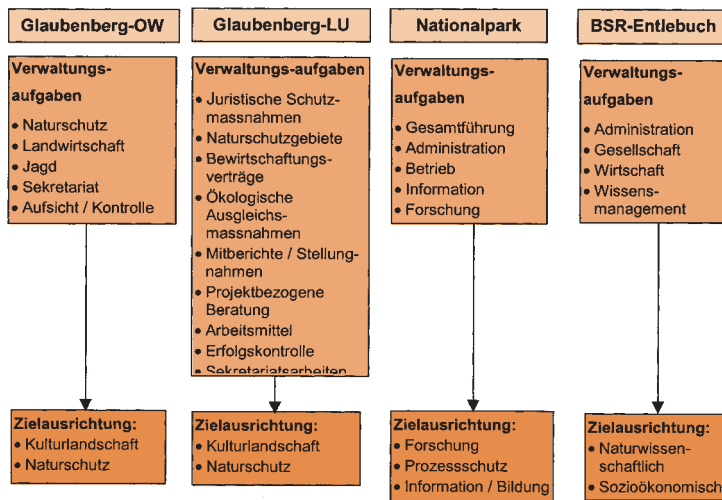 Glaubenberg-OW
Verwaltungs-
aufgaben
• Naturschutz
• Landwirtschaft
• Jagd
• Sekretariat
• Aufsicht / Kontrolle
Zielausrichtung:
• Kulturlandschaft
• Naturschutz
Glaubenberg-LU
Verwaltungs-aufgaben
• Juristische Schutz-
massnahmen
• Naturschutzgebiete
• Bewirtschaftungs-
verträge
• Ökologische
Ausgleichs-
massnahmen
• Mitberichte / Stellung-
nahmen
• Projektbezogene
Beratung
• Arbeitsmittel
• Erfolgskontrolle
• Sekretariatsarbeiten
Zielausrichtung:
• Kulturlandschaft
• Naturschutz
Nationalpark
Verwaltungs-
aufgaben
• Gesamtführung
• Administration
• Betrieb
• Information
• Forschung
Zielausrichtung:
• Forschung
• Prozessschutz
• Information / Bildung
BSR-Entlebuch
Verwaltungs-
aufgaben
• Administration
• Gesellschaft
• Wirtschaft
• Wissens-
management
Zielausrichtung:
• Naturwissen-
schaftlich
• Sozioökonomisch